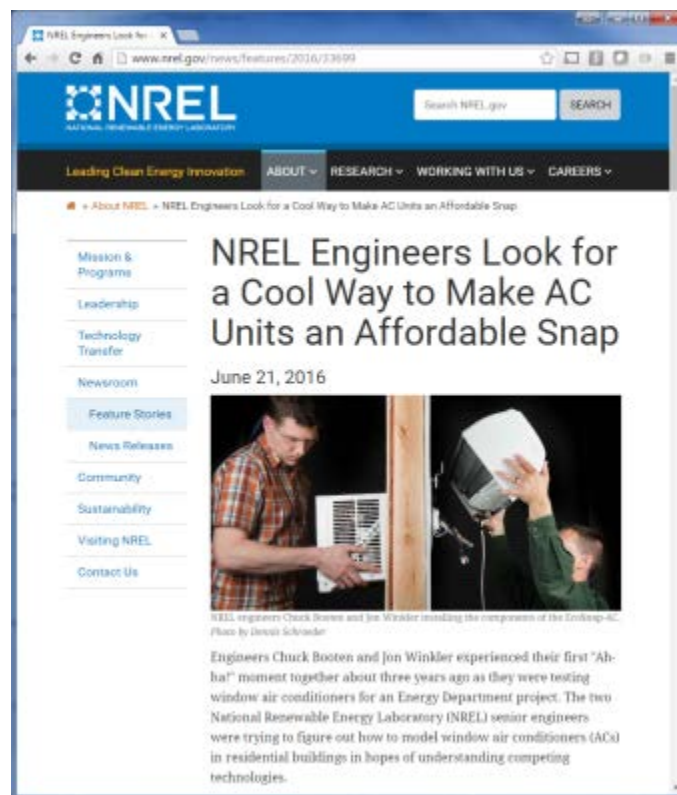 NREL Engineers Look for
www.nrel.gov/news/features/2016/33699
NREL
NATIONAL RENEWABLE ENERGY LABORATORY
Search NREL.gov
SEARCH
Leading Clean Energy Innovation
ABOUT
RESEARCH
WORKING WITH US
CAREERS
» About NREL » NREL Engineers Look for a Cool Way to Make AC Units an Affordable Snap
Mission &
Programs
Leadership
Technology
Transfer
Newsroom
Feature Stories
News Releases
Community
Sustainability
Visiting NREL
Contact Us
NREL Engineers Look for
a Cool Way to Make AC
Units an Affordable Snap
June 21, 2016
NREL engineers Chuck Booten and Jon Winkler installing the components of the EcoSnap-AC.
Photo by Dennis Schroeder
Engineers Chuck Booten and Jon Winkler experienced their first "Ah-
ha!" moment together about three years ago as they were testing
window air conditioners for an Energy Department project. The two
National Renewable Energy Laboratory (NREL) senior engineers
were trying to figure out how to model window air conditioners (ACs)
in residential buildings in hopes of understanding competing
technologies.